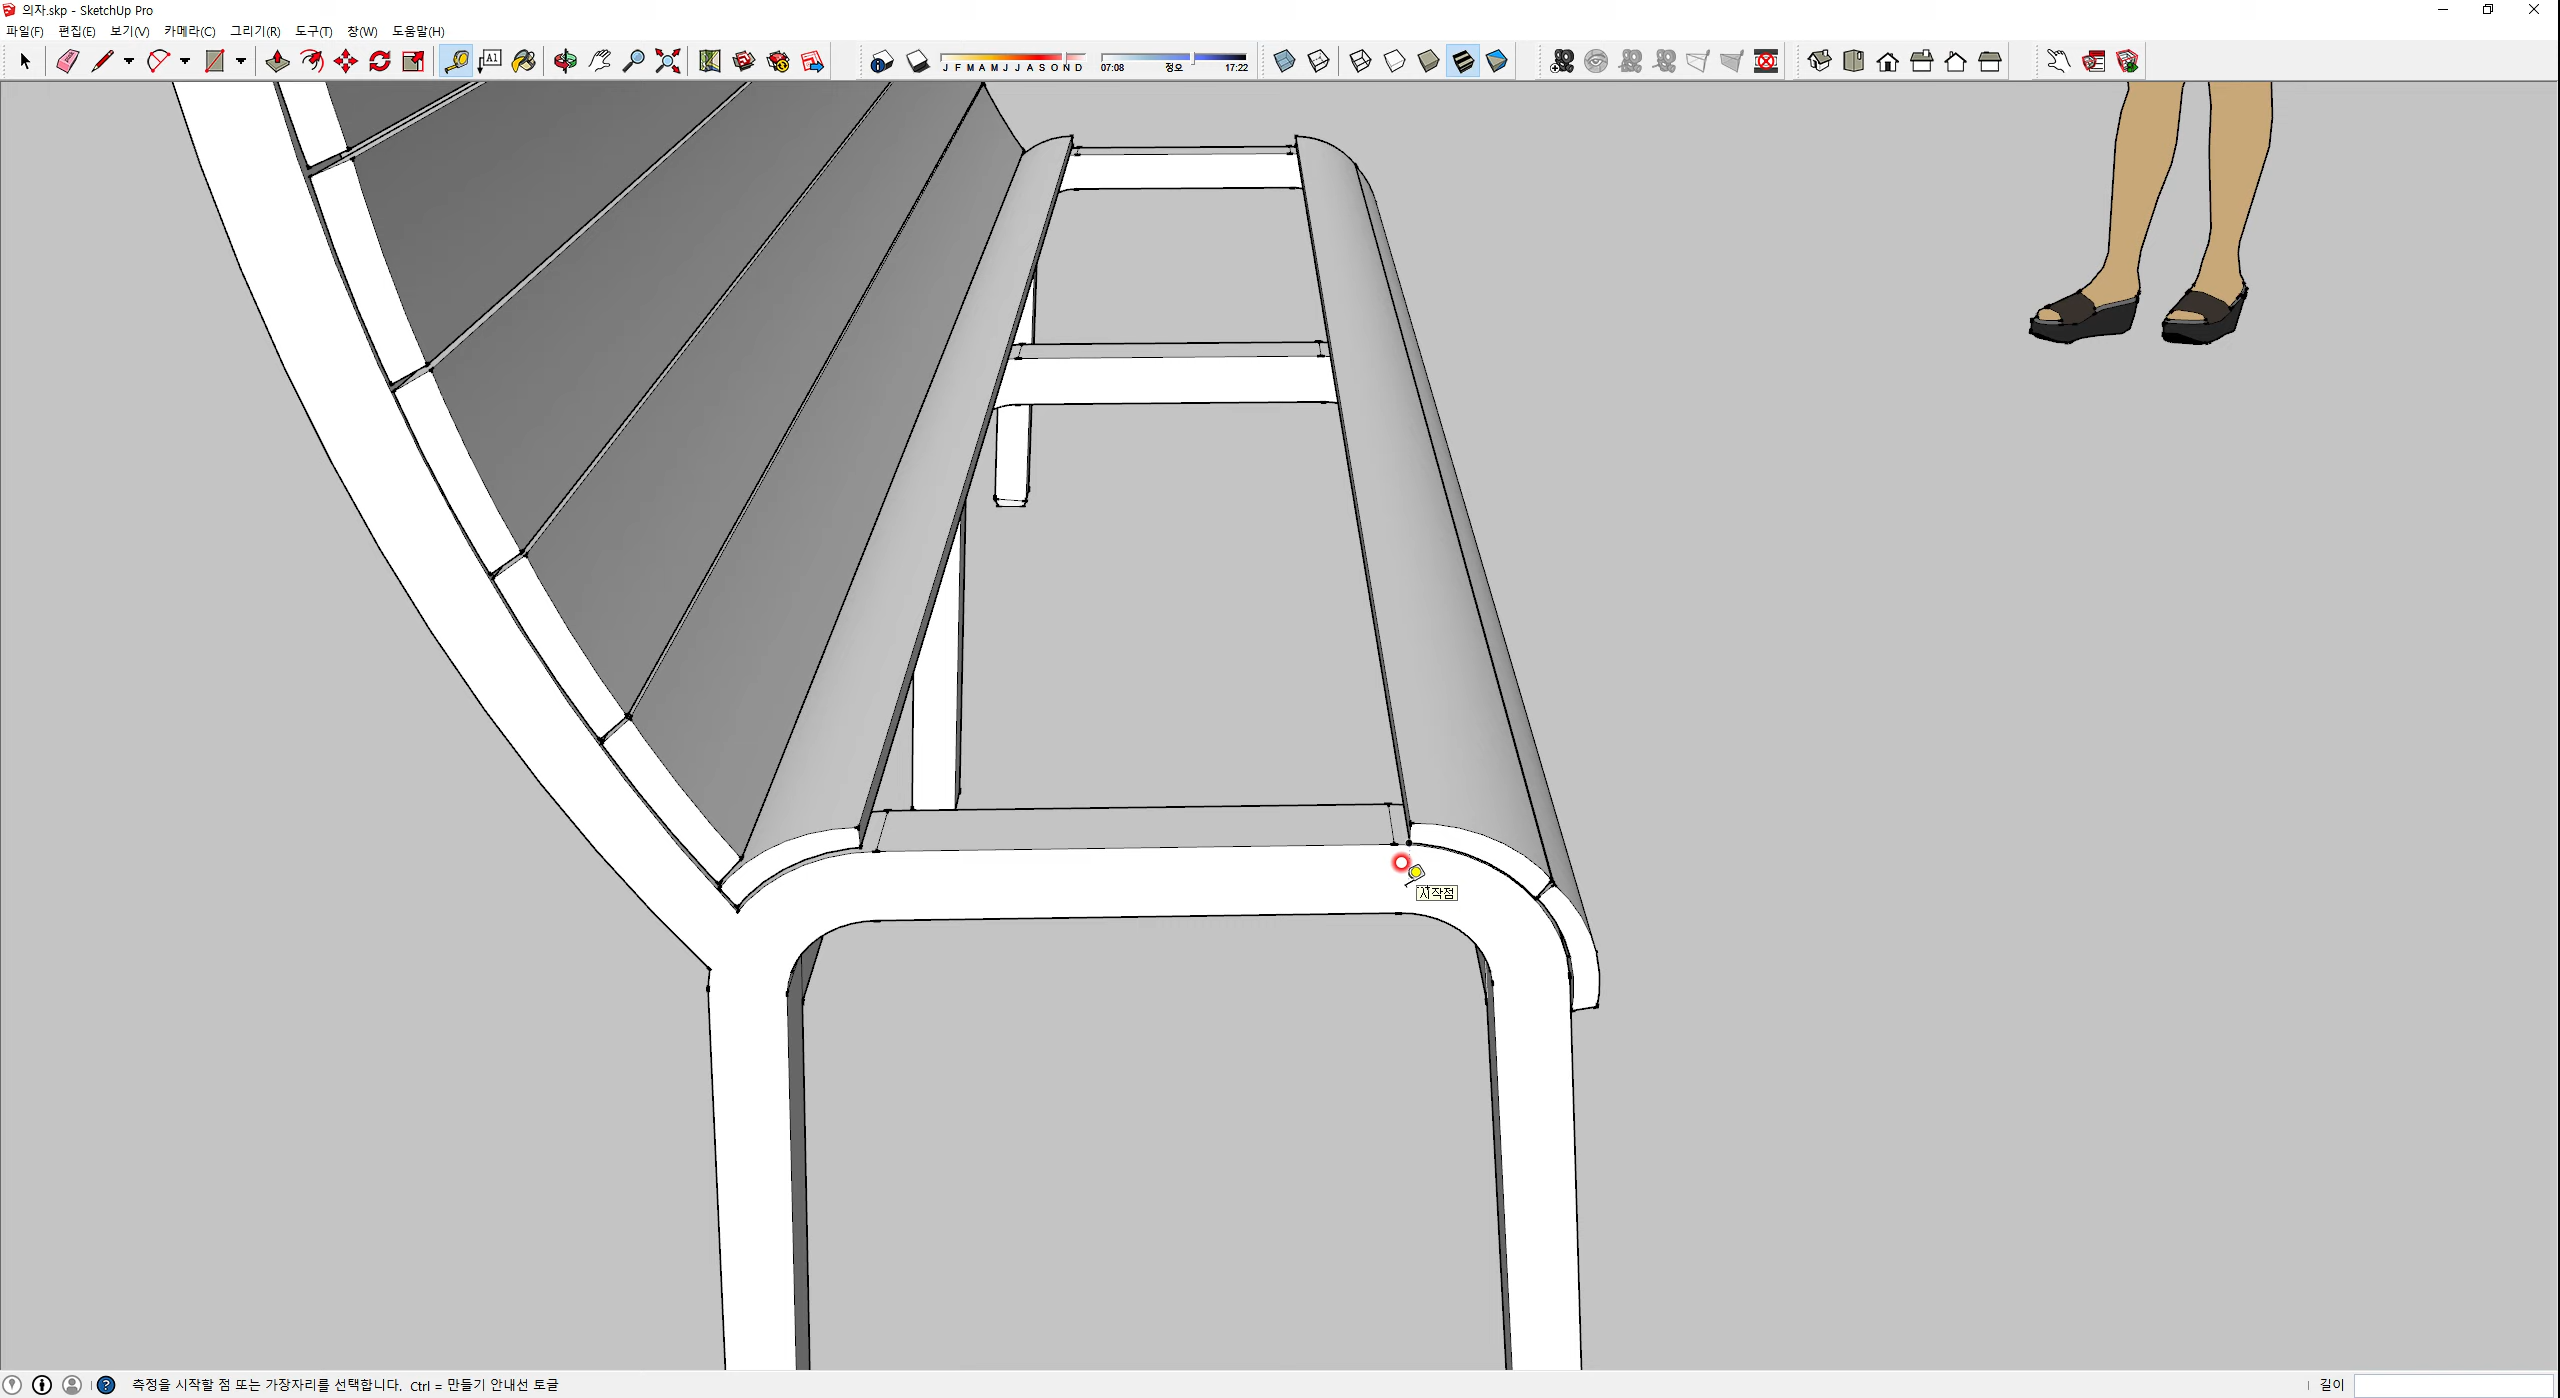 의자.skp - SketchUp Pro
파일(F) 편집(E) 보기(V) 카메라(C) 그리기(R) 도구(T) 창(W) 도움말(H)
A1
J F M A M J J A S O N D 07:08 정오 17:22
시작점
측정을 시작할 점 또는 가장자리를 선택합니다. Ctrl = 만들기 안내선 토글 길이